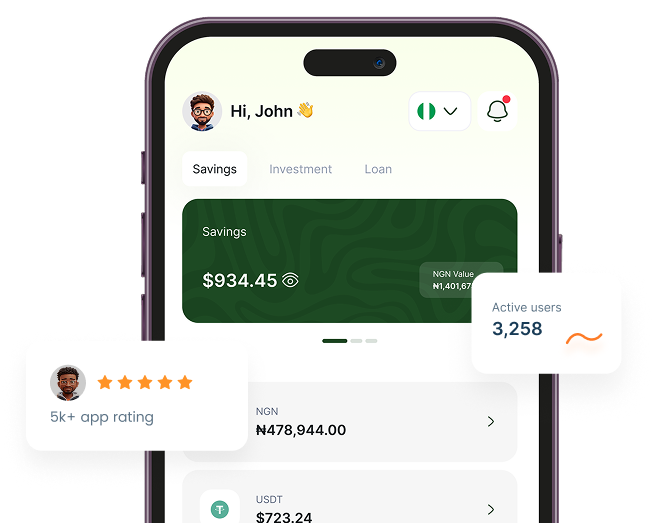 Hi, John 👋
Savings
Investment
Loan
Savings
$934.45
NGN Value
₦1,401,67
Active users
3,258
5k+ app rating
NGN
₦478,944.00
USDT
$723.24